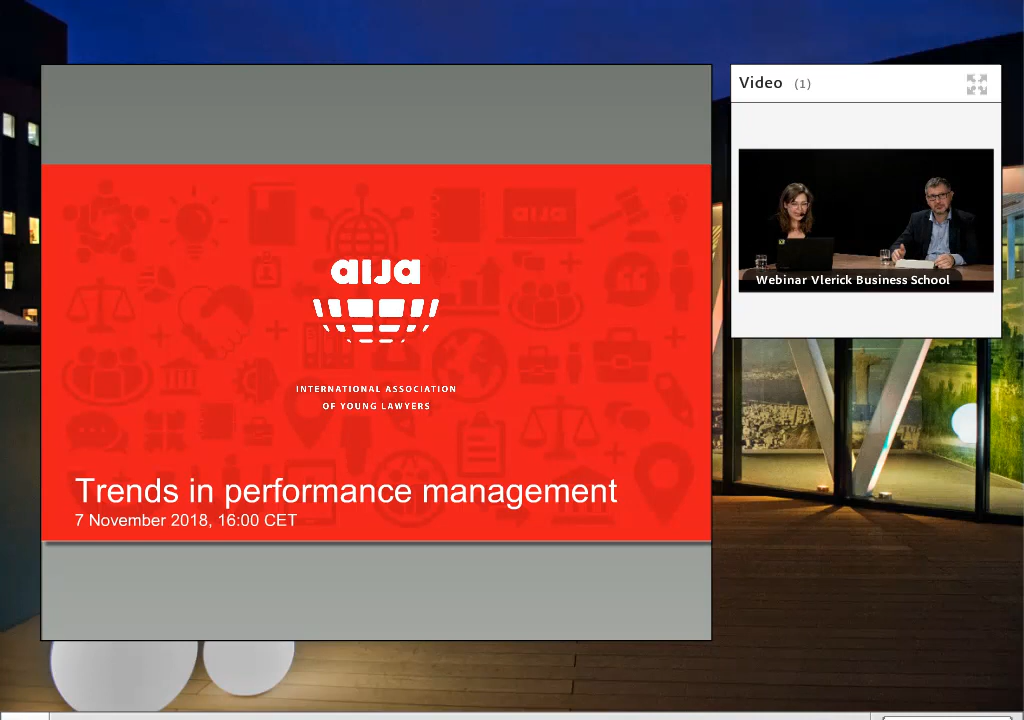 Video (1)
Webinar Vlerick Business School
aija
INTERNATIONAL ASSOCIATION
OF YOUNG LAWYERS
Trends in performance management
7 November 2018, 16:00 CET